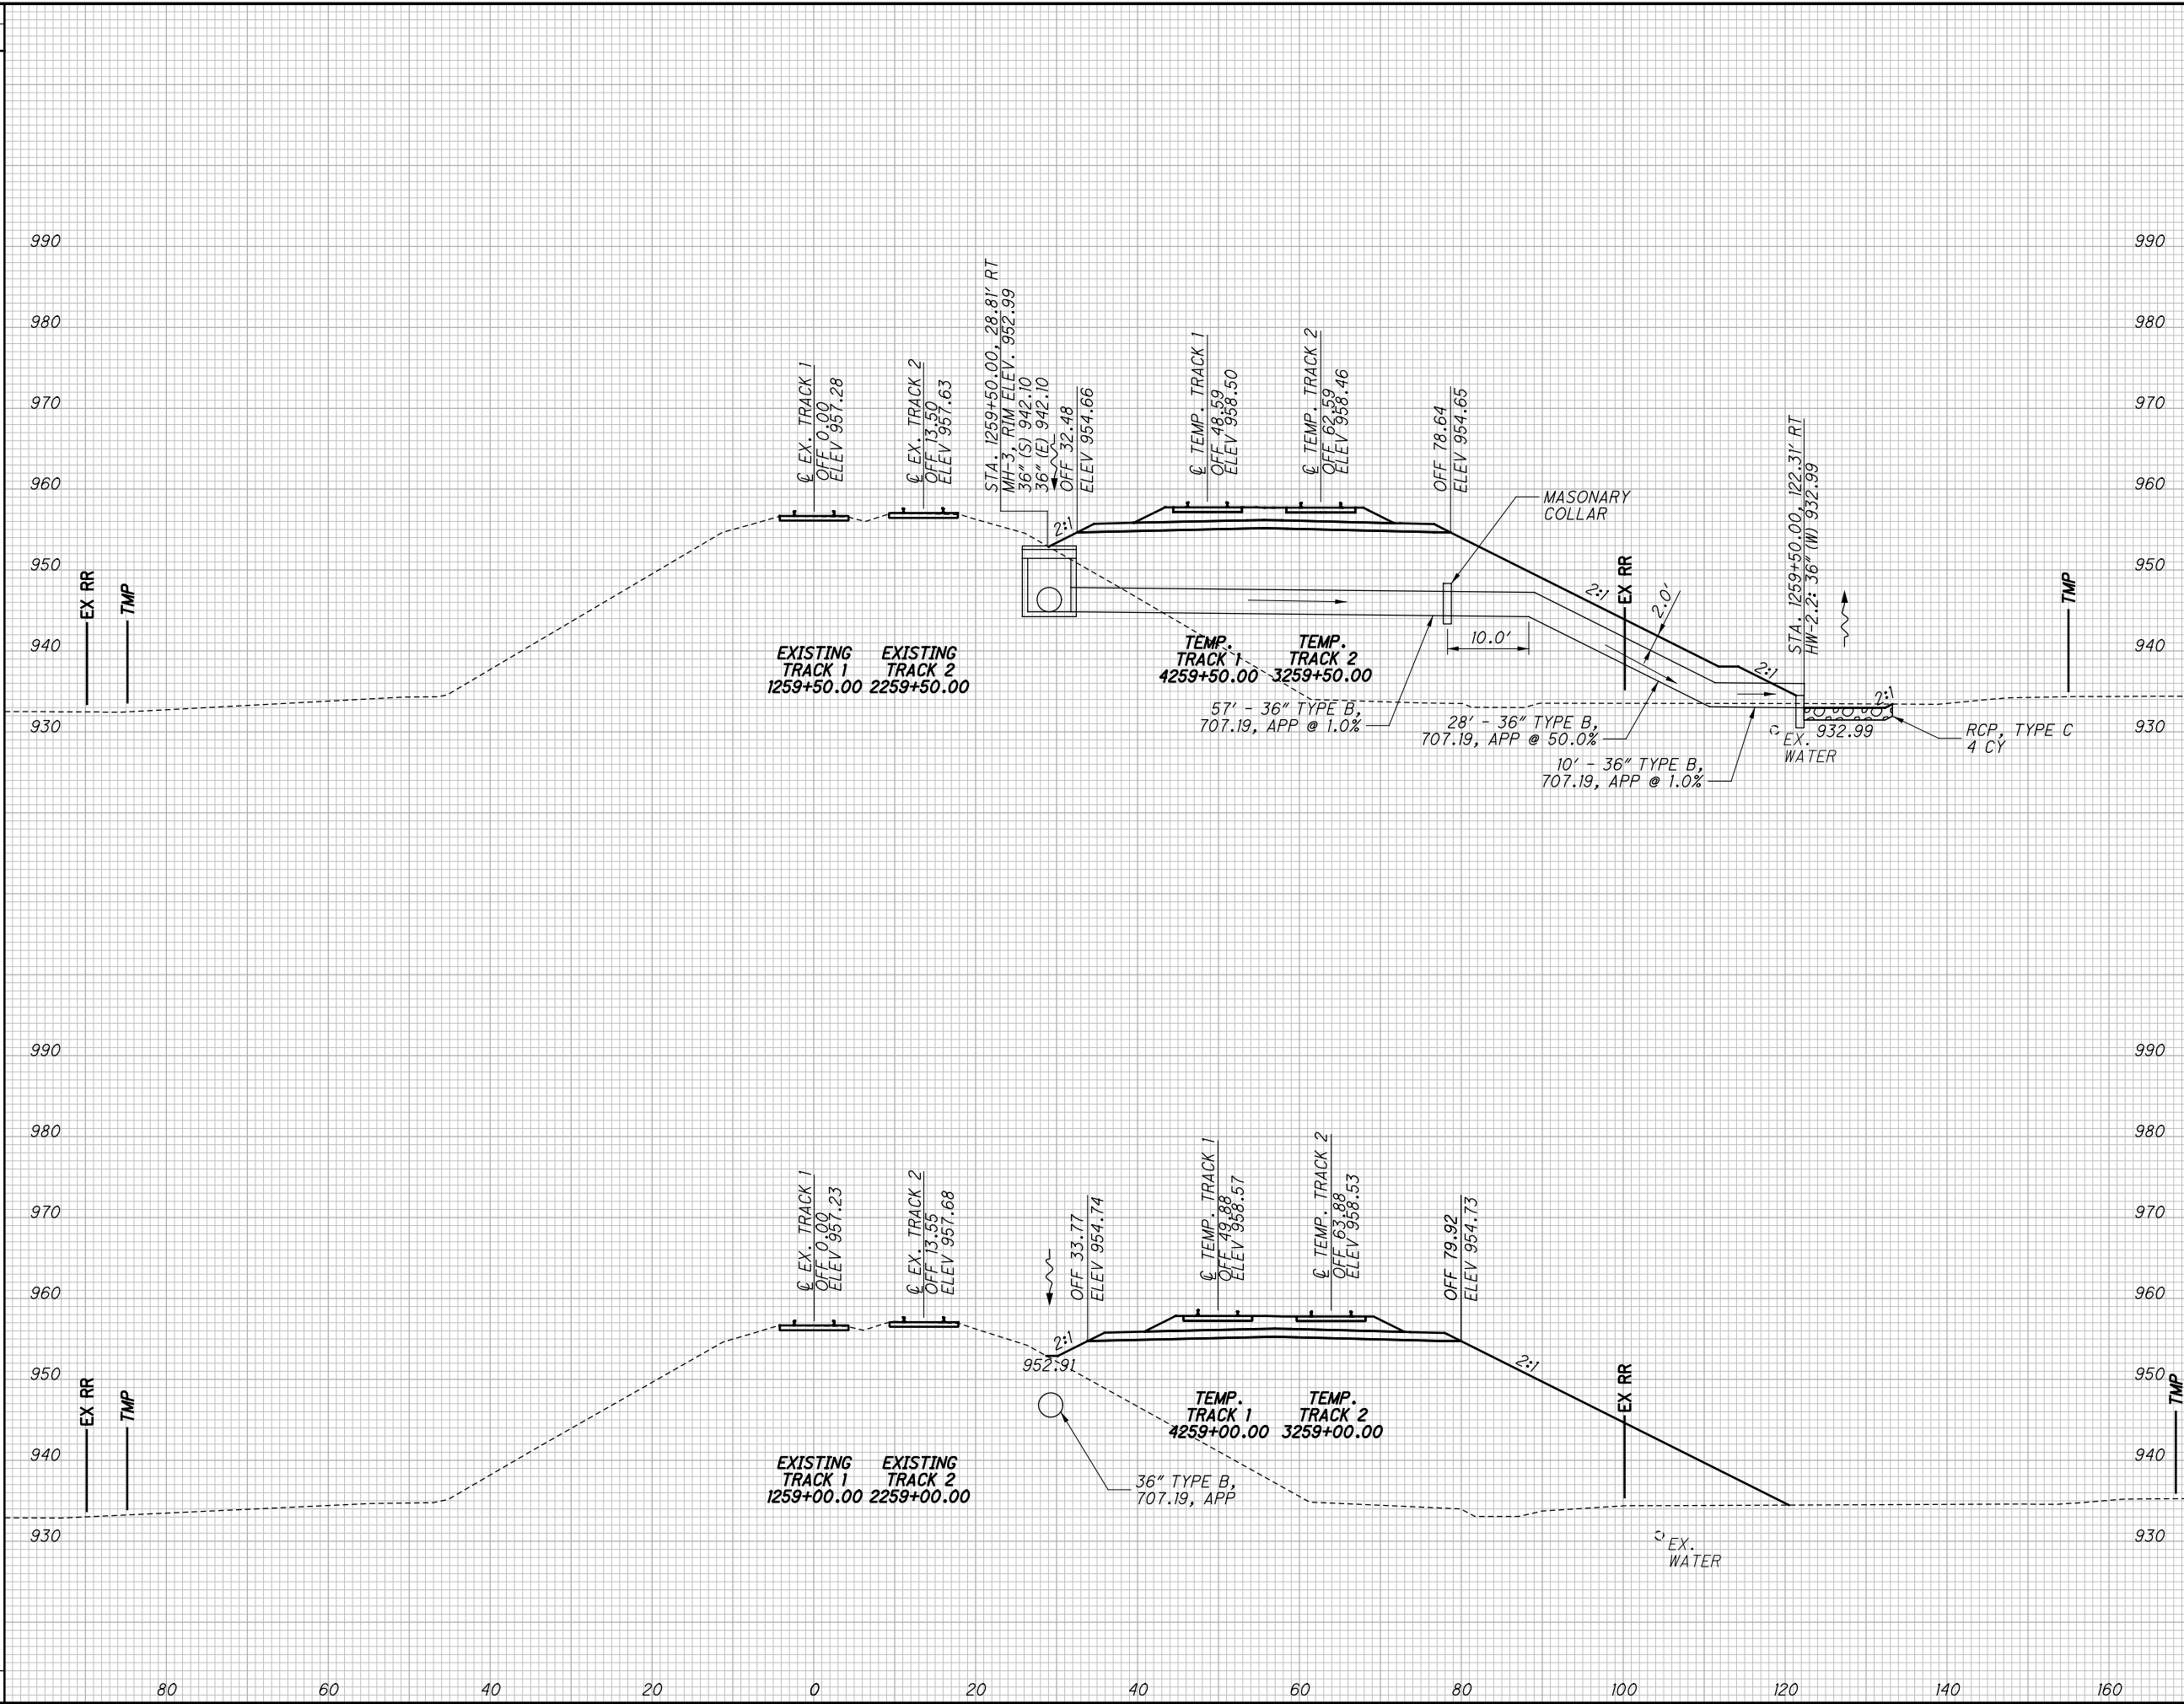 990
990
980
980
970
970
960
960
950
950
940
940
930
930
EX RR
TMP
℄ EX. TRACK 1
OFF 0.00
ELEV 957.28
℄ EX. TRACK 2
OFF 13.50
ELEV 957.63
STA. 1259+50.00, 28.81' RT
MH-3, RIM ELEV. 952.99
36" (S) 942.10
36" (E) 942.10
OFF 32.48
ELEV 954.66
℄ TEMP. TRACK 1
OFF 48.59
ELEV 958.50
℄ TEMP. TRACK 2
OFF 62.59
ELEV 958.46
OFF 78.64
ELEV 954.65
MASONARY
COLLAR
2:1
2:1
EX RR
2.0'
STA. 1259+50.00, 122.31' RT
HW-2.2: 36" (W) 932.99
TMP
10.0'
2:1
2:1
EXISTING
TRACK 1
1259+50.00
EXISTING
TRACK 2
2259+50.00
TEMP.
TRACK 1
4259+50.00
TEMP.
TRACK 2
3259+50.00
57' - 36" TYPE B,
707.19, APP @ 1.0%
28' - 36" TYPE B,
707.19, APP @ 50.0%
10' - 36" TYPE B,
707.19, APP @ 1.0%
EX.
WATER
932.99
RCP, TYPE C
4 CY
990
990
980
980
970
970
960
960
950
950
940
940
930
930
EX RR
TMP
℄ EX. TRACK 1
OFF 0.00
ELEV 957.23
℄ EX. TRACK 2
OFF 13.55
ELEV 957.68
OFF 33.77
ELEV 954.74
℄ TEMP. TRACK 1
OFF 49.88
ELEV 958.57
℄ TEMP. TRACK 2
OFF 63.88
ELEV 958.53
OFF 79.92
ELEV 954.73
2:1
952.91
2:1
EX RR
TMP
TEMP.
TRACK 1
4259+00.00
TEMP.
TRACK 2
3259+00.00
EXISTING
TRACK 1
1259+00.00
EXISTING
TRACK 2
2259+00.00
36" TYPE B,
707.19, APP
EX.
WATER
80 60 40 20 0 20 40 60 80 100 120 140 160